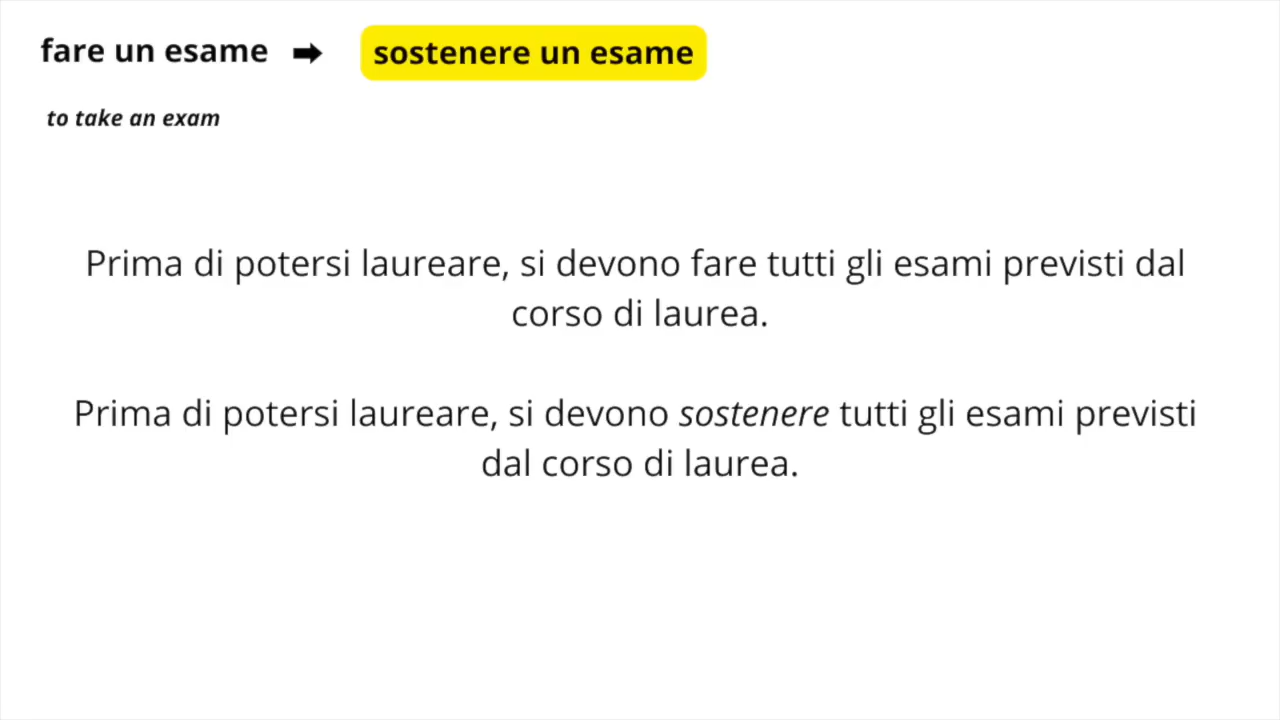 fare un esame ➡ sostenere un esame
to take an exam
Prima di potersi laureare, si devono fare tutti gli esami previsti dal
corso di laurea.
Prima di potersi laureare, si devono sostenere tutti gli esami previsti
dal corso di laurea.